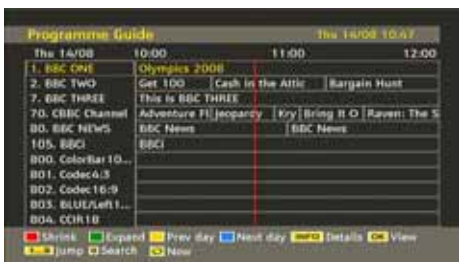 Programme Guide Thu 14/08 10:47
Thu 14/08 10:00 11:00 12:00
1. BBC ONE Olympics 2008
2. BBC TWO Get 100 Cash in the Attic Bargain Hunt
7. BBC THREE This is BBC THREE
70. CBBC Channel Adventure Fl Jeopardy Kry Bring It O Raven: The S
80. BBC NEWS BBC News BBC News
105. BBCi BBCi
800. ColorBar10...
801. Codec4:3
802. Codec16:9
803. BLUE/Left1...
804. CCIR18
Shrink Expand Prev day Next day INFO Details OK View
Jump Search Now